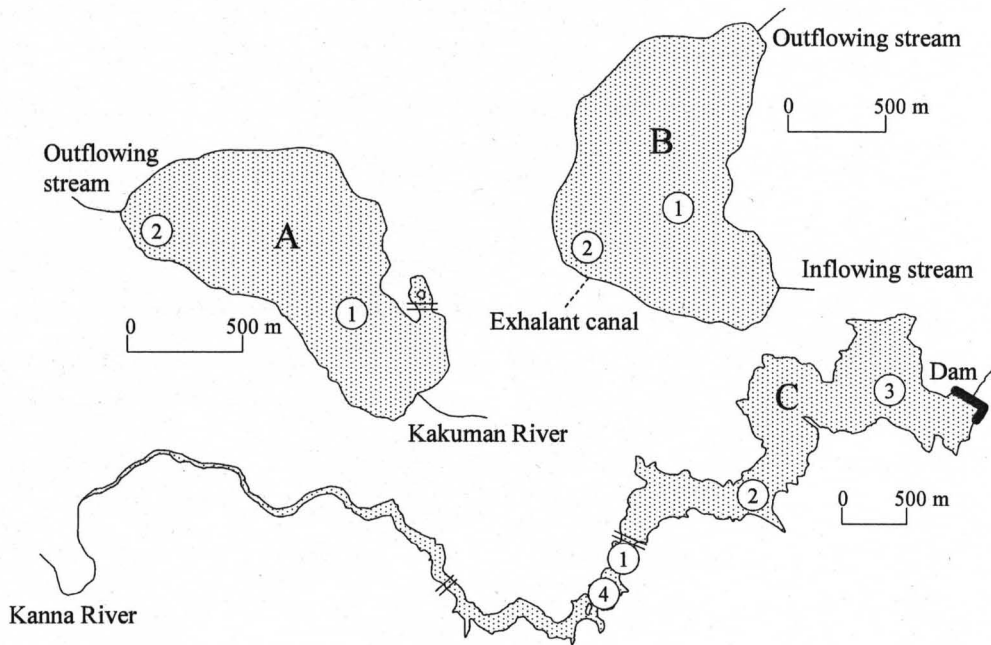 Outflowing stream
B
0 500 m
1
2
Inflowing stream
Exhalant canal
Outflowing
stream
A
2
1
0 500 m
Kakuman River
C
3
Dam
2
0 500 m
1
4
Kanna River